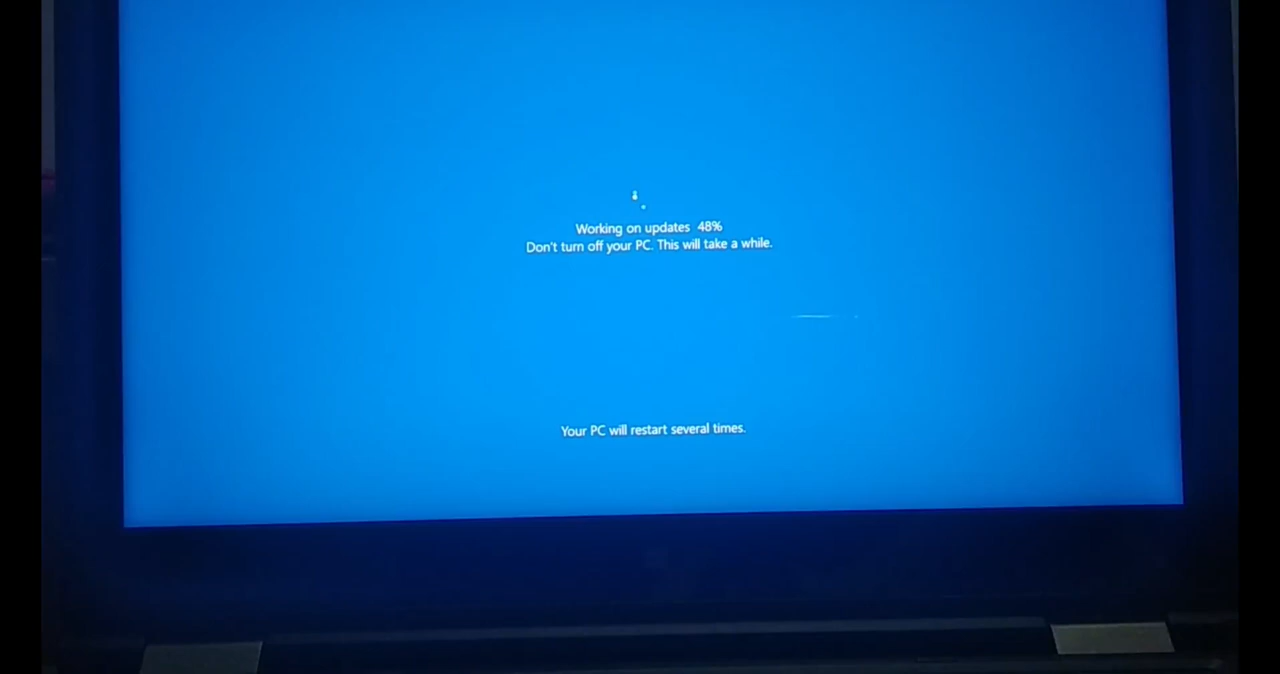 Working on updates 48%
Don't turn off your PC. This will take a while.
Your PC will restart several times.